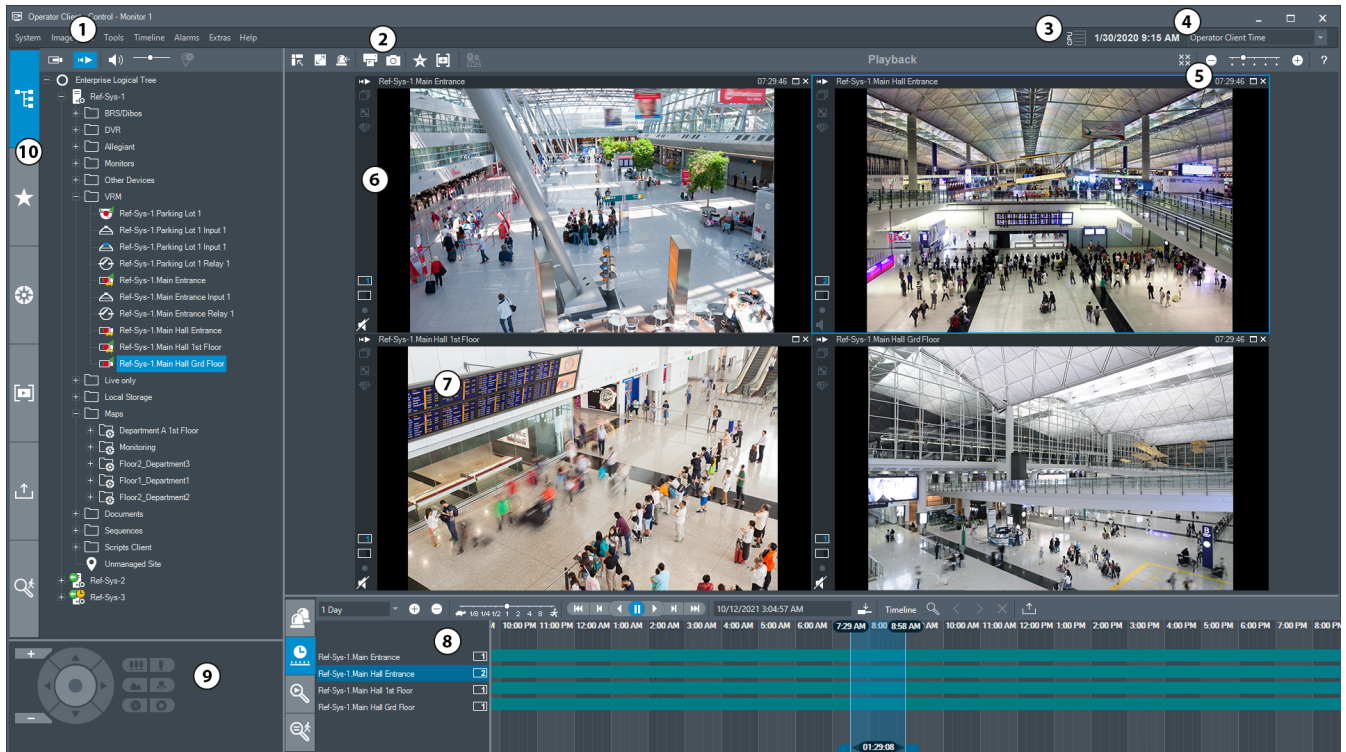 Operator Client - Control - Monitor 1
1
3
4
System Image Tools Timeline Alarms Extras Help
2
CPU
1/30/2020 9:15 AM Operator Client Time
Playback
?
5
Enterprise Logical Tree
Ref-Sys-1
BRS/Dibos
DVR
Allegiant
Monitors
Other Devices
VRM
Ref-Sys-1.Parking Lot 1
Ref-Sys-1.Parking Lot 1 Input 1
Ref-Sys-1.Parking Lot 1 Input 1
Ref-Sys-1.Parking Lot 1 Relay 1
Ref-Sys-1.Main Entrance
Ref-Sys-1.Main Entrance Input 1
Ref-Sys-1.Main Entrance Relay 1
Ref-Sys-1.Main Hall Entrance
Ref-Sys-1.Main Hall 1st Floor
Ref-Sys-1.Main Hall Grd Floor
Live only
Local Storage
Maps
Department A 1st Floor
Monitoring
Floor2_Department3
Floor1_Department1
Floor2_Department2
Documents
Sequences
Scripts Client
Unmanaged Site
Ref-Sys-2
Ref-Sys-3
10
Ref-Sys-1.Main Entrance 07:29:46
6
1
Ref-Sys-1.Main Hall Entrance 07:29:46
2
Ref-Sys-1.Main Hall 1st Floor
7
1
Ref-Sys-1.Main Hall Grd Floor 07:29:46
B
1
1 Day
1/8 1/4 1/2 1 2 4 8
10/12/2021 3:04:57 AM
Timeline
8
M 10:00 PM 11:00 PM 12:00 AM 1:00 AM 2:00 AM 3:00 AM 4:00 AM 5:00 AM 6:00 AM 7:29 AM 8:00 8:58 AM AM 10:00 AM 11:00 AM 12:00 PM 1:00 PM 2:00 PM 3:00 PM 4:00 PM 5:00 PM 6:00 PM 7:00 PM 8:00 PM
Ref-Sys-1.Main Entrance 1
Ref-Sys-1.Main Hall Entrance 2
Ref-Sys-1.Main Hall 1st Floor 1
Ref-Sys-1.Main Hall Grd Floor 1
01:29:08
9